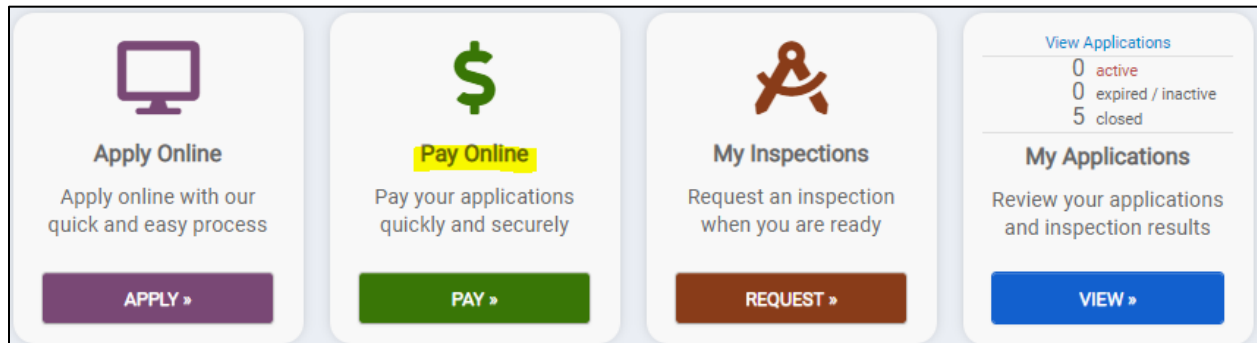 Apply Online
Apply online with our
quick and easy process
APPLY »
Pay Online
Pay your applications
quickly and securely
PAY »
My Inspections
Request an inspection
when you are ready
REQUEST »
View Applications
0 active
0 expired / inactive
5 closed
My Applications
Review your applications
and inspection results
VIEW »